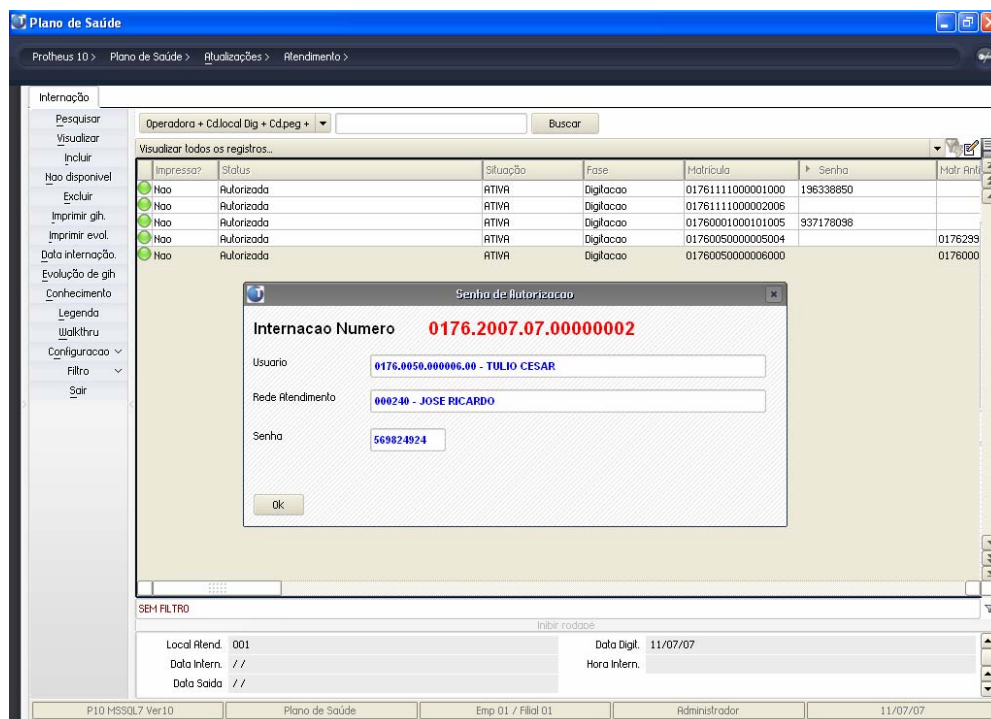 Plano de Saúde
Protheus 10 > Plano de Saúde > Atualizações > Atendimento >
Internação
Pesquisar
Visualizar
Incluir
Nao disponivel
Excluir
Imprimir gih.
Imprimir evol.
Data internação.
Evolução de gih
Conhecimento
Legenda
Walkthru
Configuracao
Filtro
Sair
Operadora + Cd.local Dig + Cd.peg + Buscar
Visualizar todos os registros...
Impressa? Status Situação Fase Matricula Senha Matr Anti
Nao Autorizada ATIVA Digitacao 01761111000001000 196338850
Nao Autorizada ATIVA Digitacao 01761111000002006
Nao Autorizada ATIVA Digitacao 01760001000101005 937178098
Nao Autorizada ATIVA Digitacao 01760050000005004 0176299
Nao Autorizada ATIVA Digitacao 01760050000006000 0176000
Senha de Autorizacao
Internacao Numero 0176.2007.07.00000002
Usuario 0176.0050.000006.00 - TULIO CESAR
Rede Atendimento 000240 - JOSE RICARDO
Senha 569824924
Ok
SEM FILTRO
Inibir rodape
Local Atend. 001 Data Digit. 11/07/07
Data Intern. / / Hora Intern.
Data Saida / /
P10 MSSQL7 Ver10 Plano de Saúde Emp 01 / Filial 01 Administrador 11/07/07